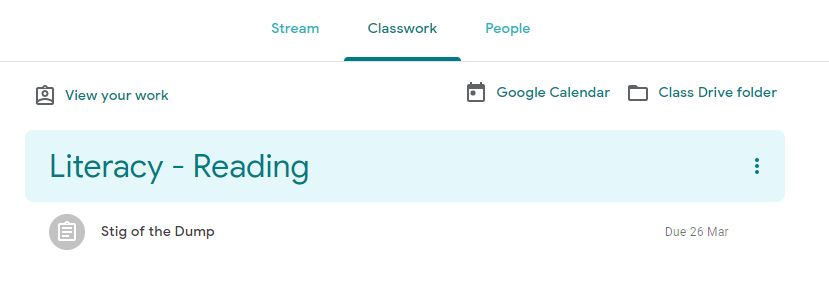 Stream Classwork People
View your work Google Calendar Class Drive folder
Literacy - Reading
Stig of the Dump Due 26 Mar